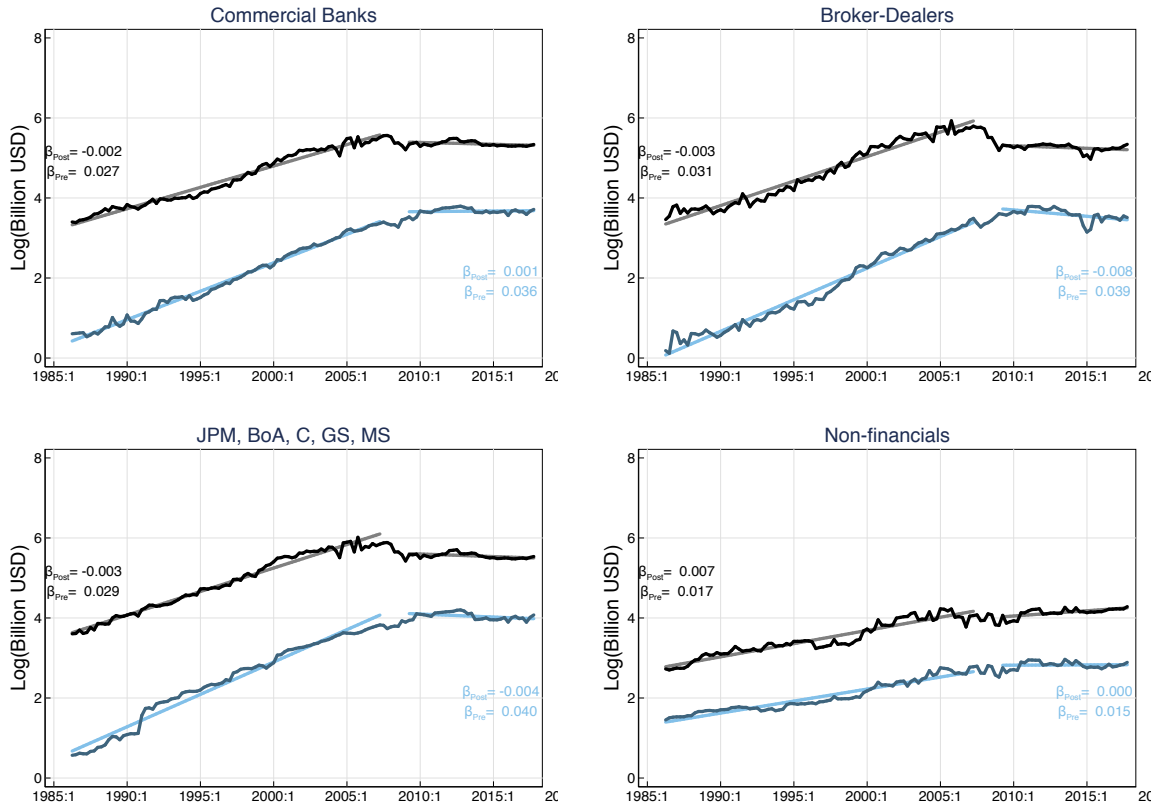 Commercial Banks
Log(Billion USD)
8
6
4
2
0
βPost= -0.002
βPre= 0.027
βPost= 0.001
βPre= 0.036
1985:1 1990:1 1995:1 2000:1 2005:1 2010:1 2015:1 20
Broker-Dealers
Log(Billion USD)
8
6
4
2
0
βPost= -0.003
βPre= 0.031
βPost= -0.008
βPre= 0.039
1985:1 1990:1 1995:1 2000:1 2005:1 2010:1 2015:1 20
JPM, BoA, C, GS, MS
Log(Billion USD)
8
6
4
2
0
βPost= -0.003
βPre= 0.029
βPost= -0.004
βPre= 0.040
1985:1 1990:1 1995:1 2000:1 2005:1 2010:1 2015:1 20
Non-financials
Log(Billion USD)
8
6
4
2
0
βPost= 0.007
βPre= 0.017
βPost= 0.000
βPre= 0.015
1985:1 1990:1 1995:1 2000:1 2005:1 2010:1 2015:1 20